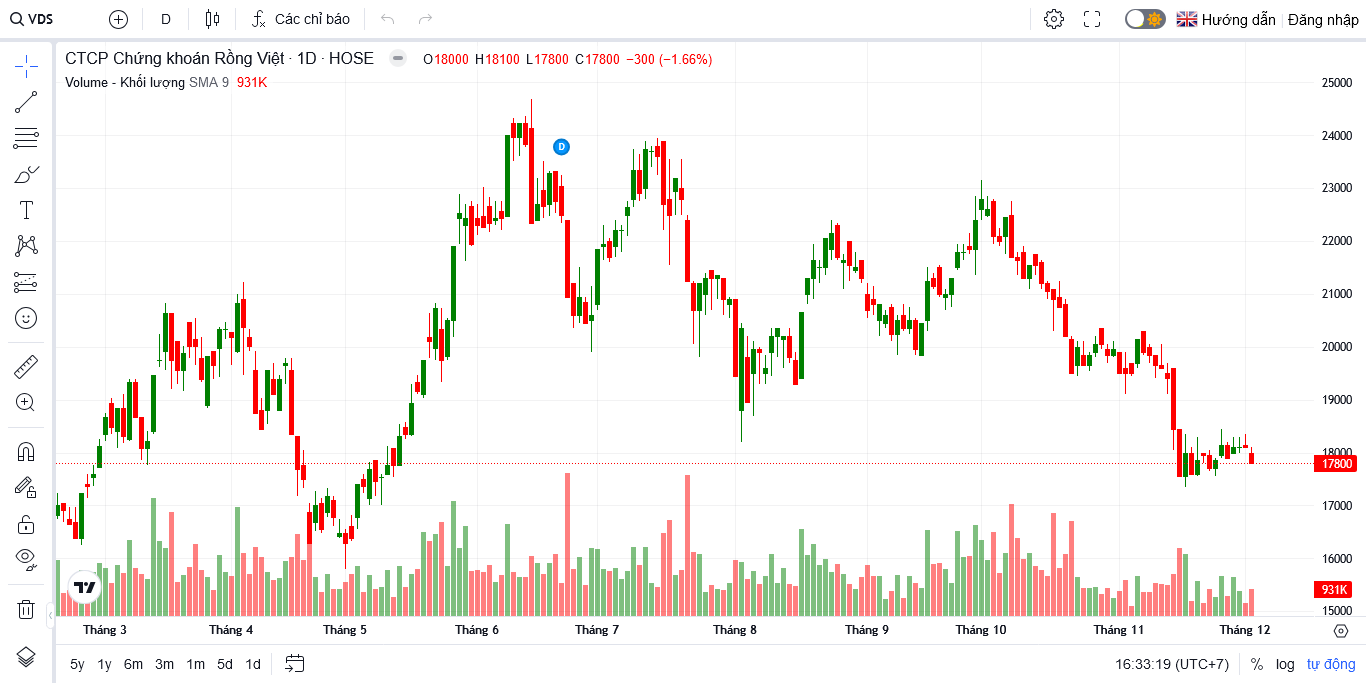 VDS D Các chỉ báo Hướng dẫn Đăng nhập
CTCP Chứng khoán Rồng Việt · 1D · HOSE O18000 H18100 L17800 C17800 −300 (−1.66%)
Volume - Khối lượng SMA 9 931K
25000
24000
D
23000
22000
21000
20000
19000
18000
17800
17000
16000
931K
15000
Tháng 3 Tháng 4 Tháng 5 Tháng 6 Tháng 7 Tháng 8 Tháng 9 Tháng 10 Tháng 11 Tháng 12
5y 1y 6m 3m 1m 5d 1d 16:33:19 (UTC+7) % log tự động